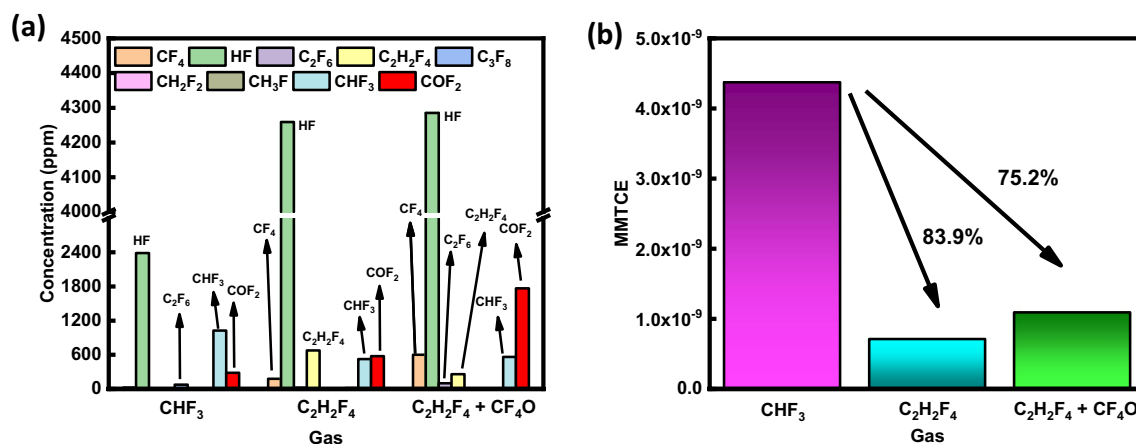 (a)
4500
4400
4300
4200
4100
4000
2400
1800
1200
600
0
Concentration (ppm)
CF₄ HF C₂F₆ C₂H₂F₄ C₃F₈
CH₂F₂ CH₃F CHF₃ COF₂
HF
C₂F₆
CHF₃
COF₂
CF₄
HF
C₂H₂F₄
CHF₃
COF₂
CF₄
HF
C₂F₆
C₂H₂F₄
CHF₃
COF₂
CHF₃ C₂H₂F₄ C₂H₂F₄ + CF₄O
Gas
(b)
5.0x10⁻⁹
4.0x10⁻⁹
3.0x10⁻⁹
2.0x10⁻⁹
1.0x10⁻⁹
0.0
MMTCE
83.9%
75.2%
CHF₃ C₂H₂F₄ C₂H₂F₄ + CF₄O
Gas